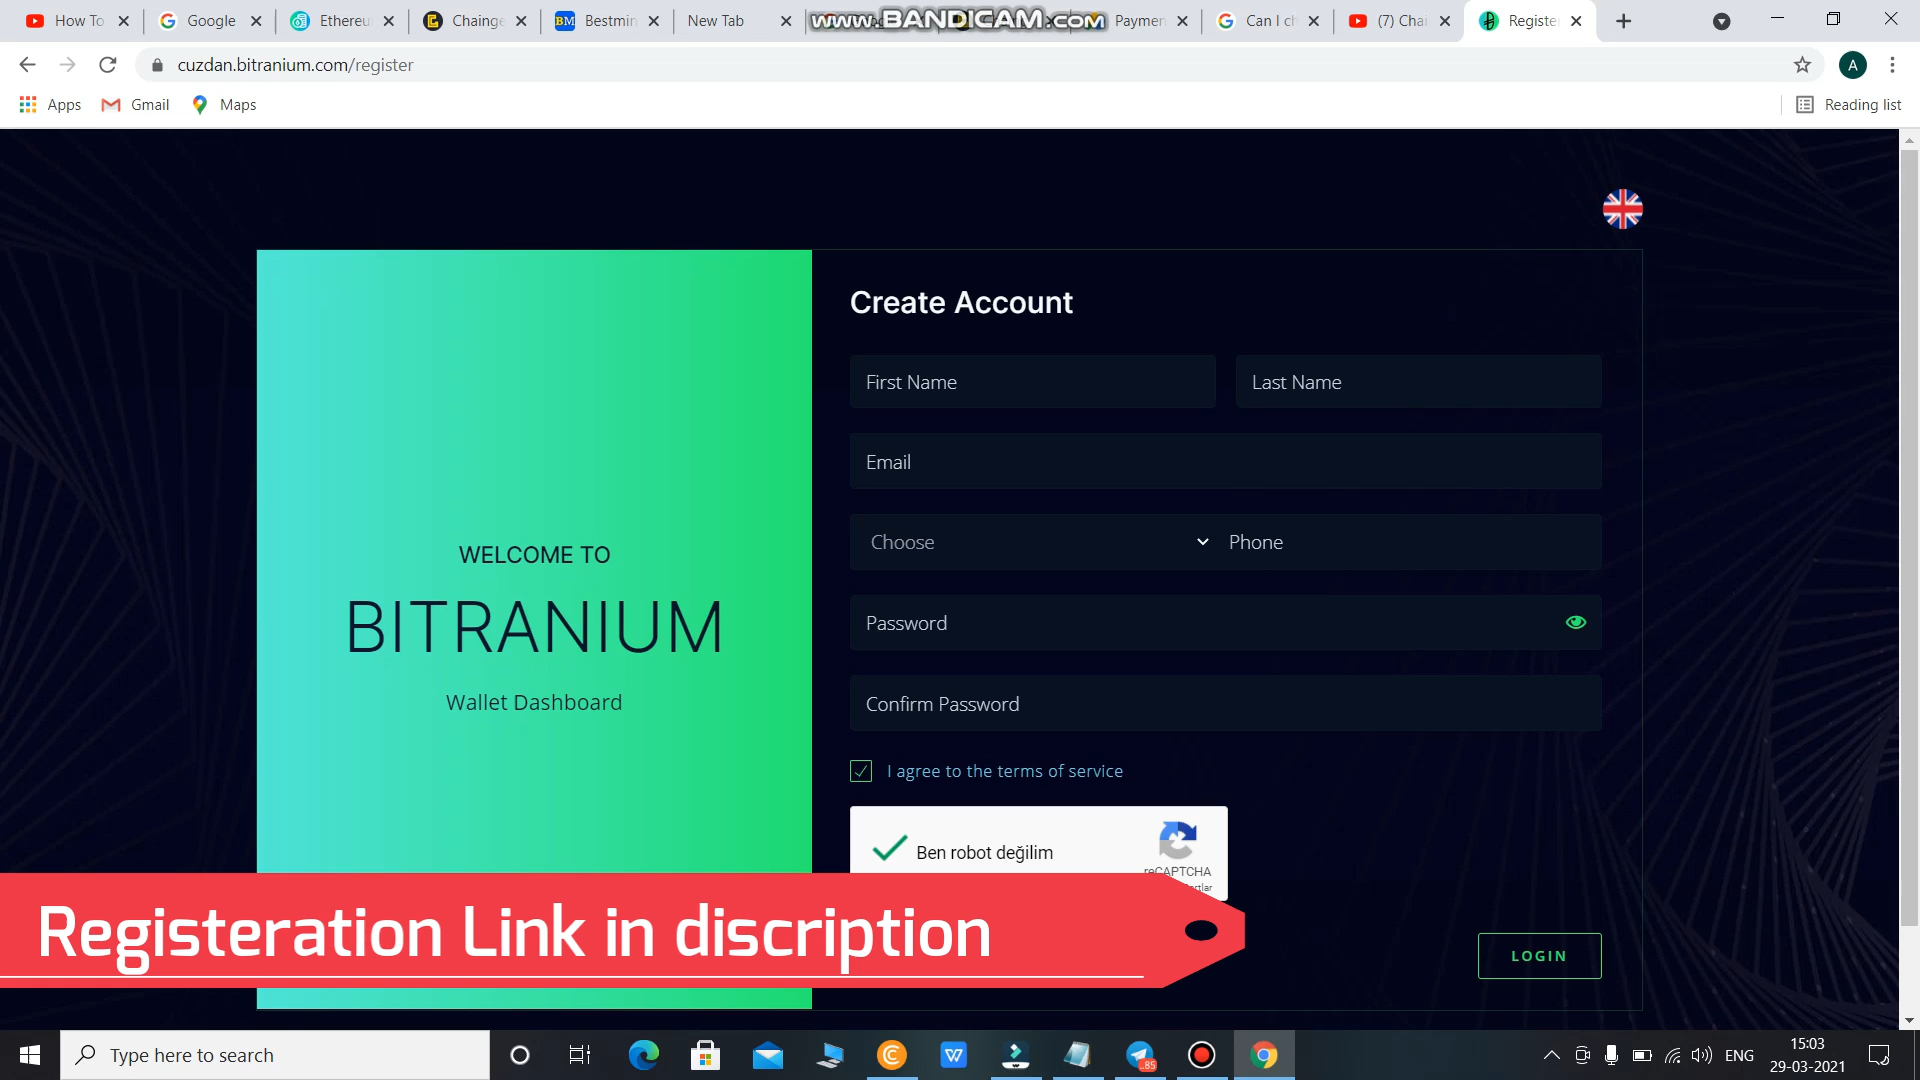 How To
Google
Ethereu
Chainge
Bestmin
New Tab
www.BANDICAM.com
Paymen
Can I ch
(7) Chai
Registe
cuzdan.bitranium.com/register
A
Apps
Gmail
Maps
Reading list
Create Account
First Name
Last Name
Email
Choose
Phone
Password
Confirm Password
I agree to the terms of service
Ben robot değilim
reCAPTCHA
WELCOME TO
BITRANIUM
Wallet Dashboard
Registeration Link in discription
LOGIN
Type here to search
85
ENG
15:03
29-03-2021